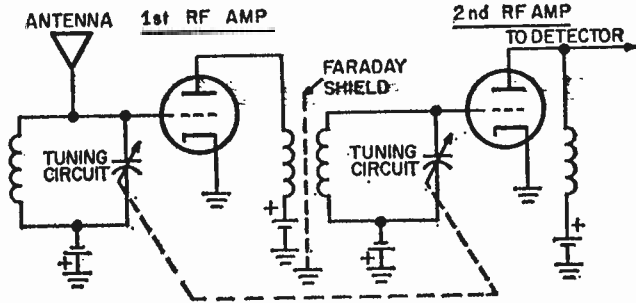 ANTENNA
1st RF AMP
2nd RF AMP
TO DETECTOR
FARADAY
SHIELD
TUNING
CIRCUIT
TUNING
CIRCUIT
+
+
+
+